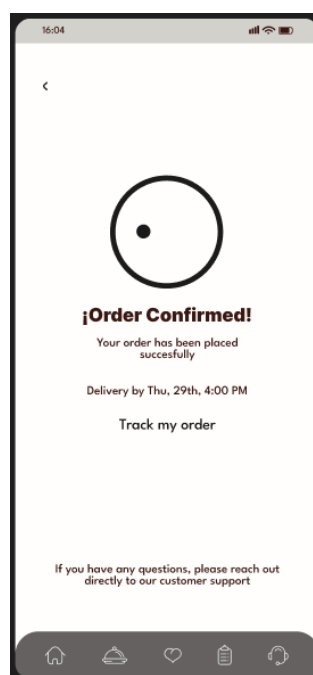 16:04
¡Order Confirmed!
Your order has been placed
succesfully
Delivery by Thu, 29th, 4:00 PM
Track my order
If you have any questions, please reach out
directly to our customer support